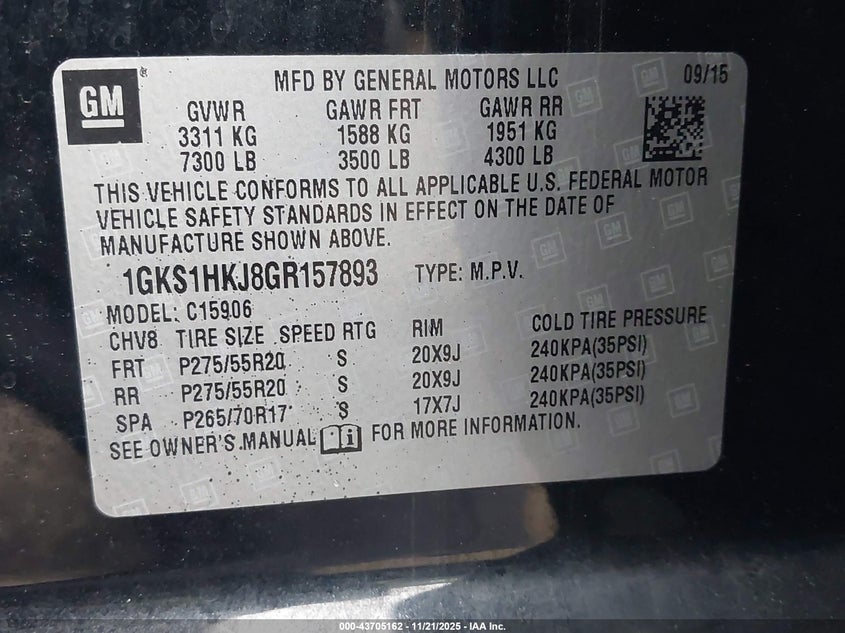 GM
MFD BY GENERAL MOTORS LLC 09/15
GVWR GAWR FRT GAWR RR
3311 KG 1588 KG 1951 KG
7300 LB 3500 LB 4300 LB
THIS VEHICLE CONFORMS TO ALL APPLICABLE U.S. FEDERAL MOTOR
VEHICLE SAFETY STANDARDS IN EFFECT ON THE DATE OF
MANUFACTURE SHOWN ABOVE.
1GKS1HKJ8GR157893 TYPE: M.P.V.
MODEL: C15906
CHV8 TIRE SIZE SPEED RTG RIM COLD TIRE PRESSURE
FRT P275/55R20 S 20X9J 240KPA(35PSI)
RR P275/55R20 S 20X9J 240KPA(35PSI)
SPA P265/70R17 S 17X7J 240KPA(35PSI)
SEE OWNER'S MANUAL FOR MORE INFORMATION.
000-43705162 - 11/21/2025 - IAA Inc.